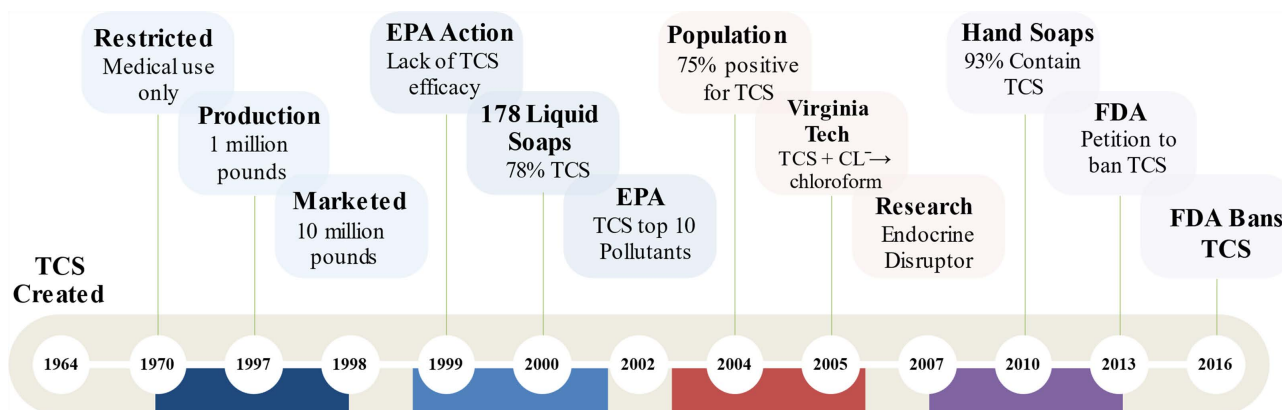 Restricted
Medical use
only
Production
1 million
pounds
Marketed
10 million
pounds
EPA Action
Lack of TCS
efficacy
178 Liquid
Soaps
78% TCS
EPA
TCS top 10
Pollutants
Population
75% positive
for TCS
Virginia
Tech
TCS + CL⁻→
chloroform
Research
Endocrine
Disruptor
Hand Soaps
93% Contain
TCS
FDA
Petition to
ban TCS
FDA Bans
TCS
TCS
Created
1964 1970 1997 1998 1999 2000 2002 2004 2005 2007 2010 2013 2016